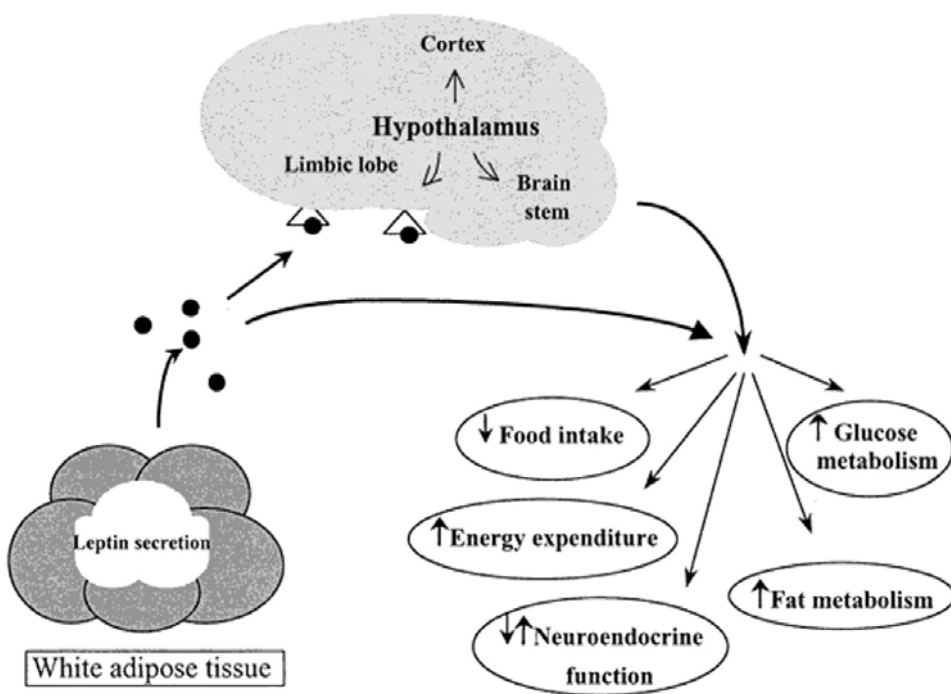 Cortex
Hypothalamus
Limbic lobe
Brain
stem
↓ Food intake
↑ Glucose
metabolism
↑ Energy expenditure
Leptin secretion
↑ Fat metabolism
↓↑ Neuroendocrine
function
White adipose tissue